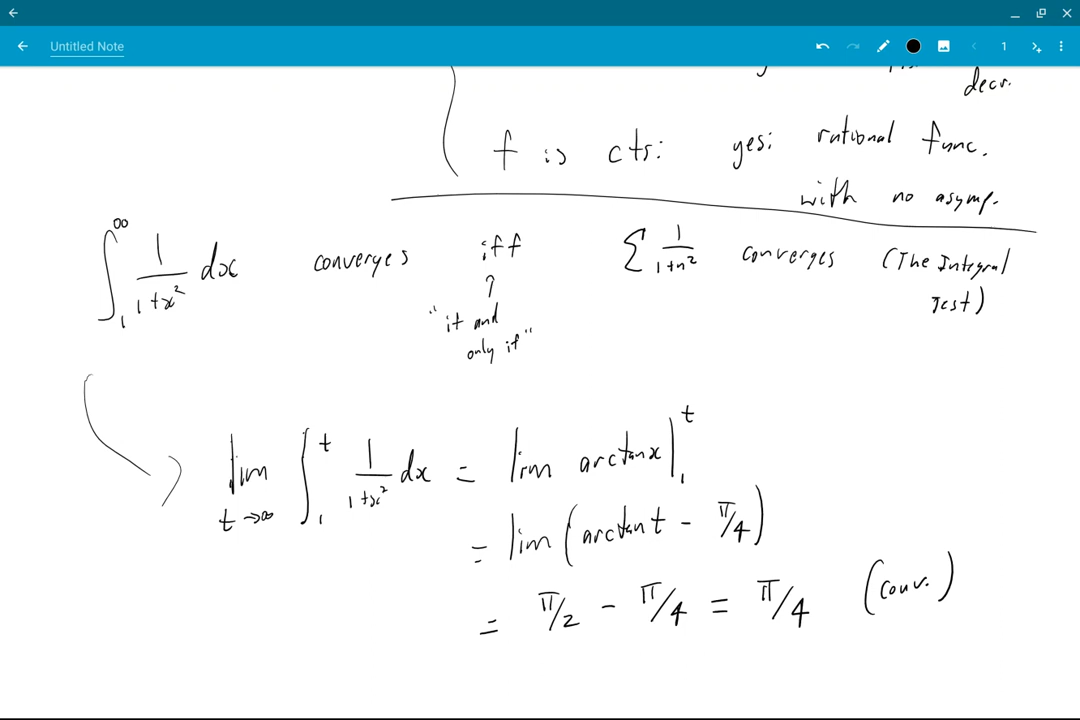 Untitled Note
1
decr.
f is cts: yes: rational func.
with no asymp.
∫₁^∞ 1/(1+x²) dx converges iff Σ 1/(1+n²) converges (The Integral
Test)
↑
"if and
only if"
lim t→∞ ∫₁^t 1/(1+x²) dx = lim arctanx |₁^t
= lim (arctan t - π/4)
= π/2 - π/4 = π/4 (conv.)